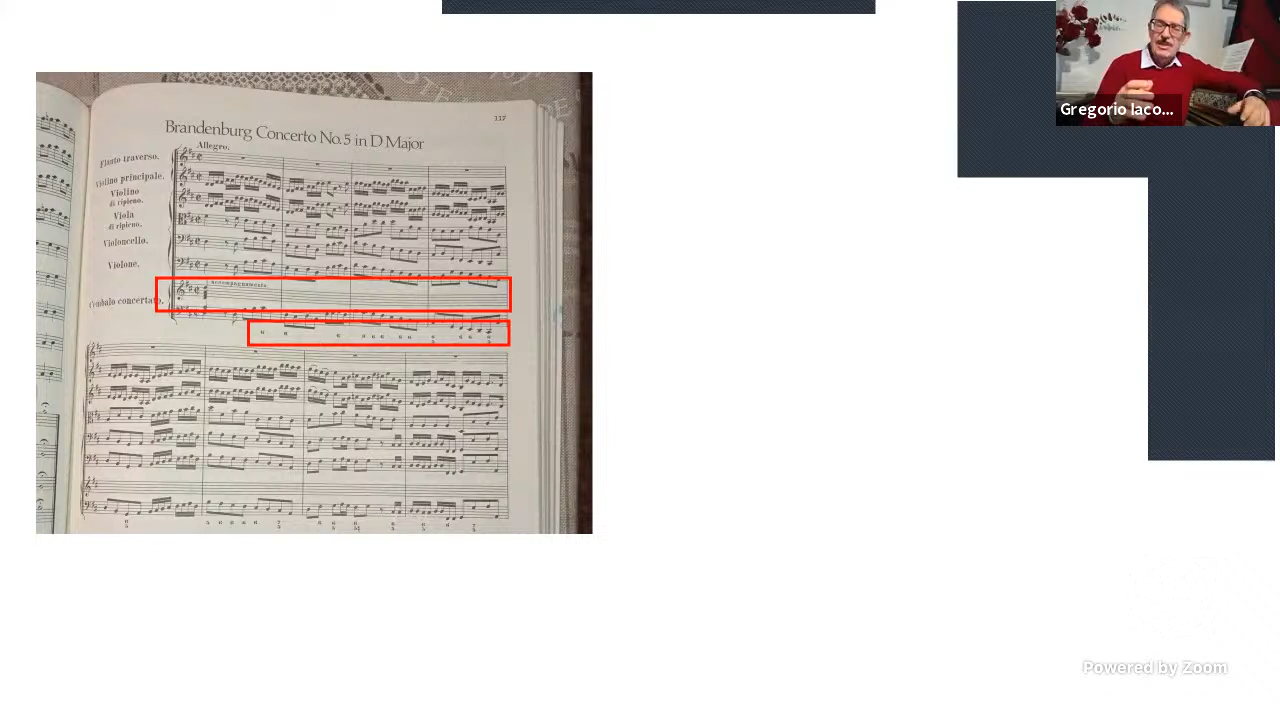 Gregorio Iaco...
117
Brandenburg Concerto No.5 in D Major
Allegro.
Flauto traverso.
Violino principale.
Violino
di ripieno.
Viola
di ripieno.
Violoncello.
Violone.
accompagnamento.
Cembalo concertato.
Powered by Zoom